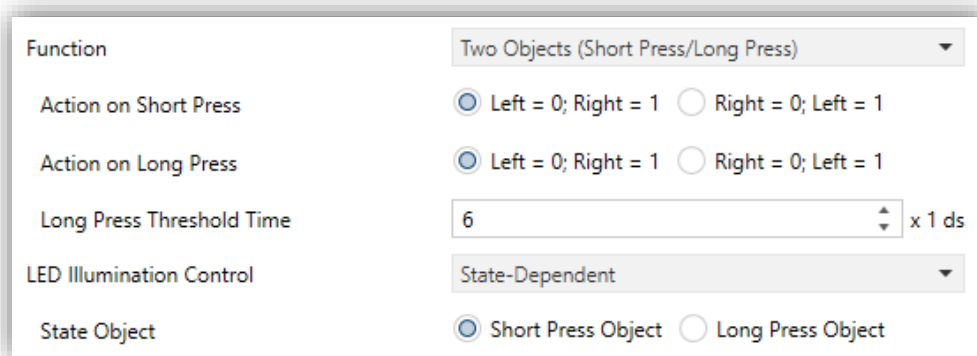 Function Two Objects (Short Press/Long Press)
Action on Short Press Left = 0; Right = 1 Right = 0; Left = 1
Action on Long Press Left = 0; Right = 1 Right = 0; Left = 1
Long Press Threshold Time 6 x 1 ds
LED Illumination Control State-Dependent
State Object Short Press Object Long Press Object